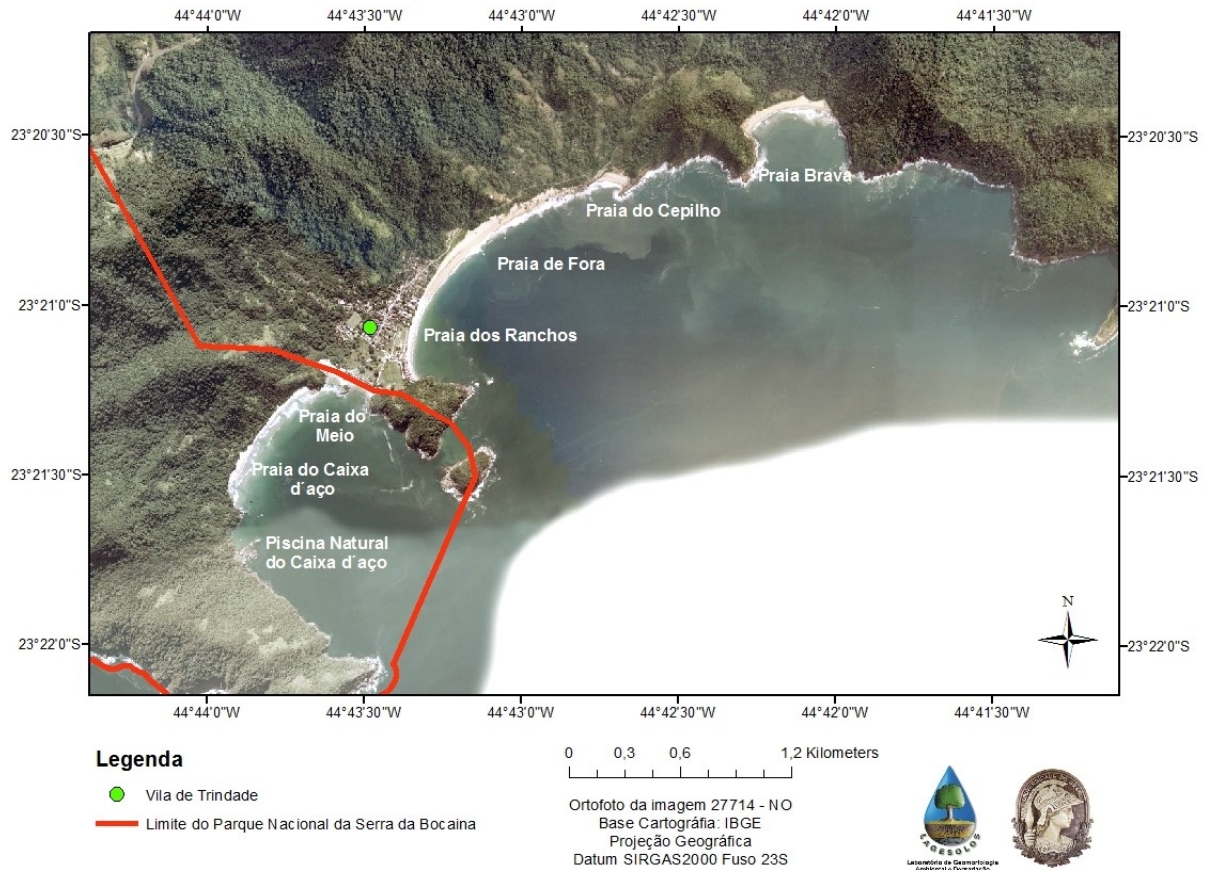 44°44'0"W 44°43'30"W 44°43'0"W 44°42'30"W 44°42'0"W 44°41'30"W
23°20'30"S 23°20'30"S
Praia Brava
Praia do Cepilho
Praia de Fora
23°21'0"S 23°21'0"S
Praia dos Ranchos
Praia do
Meio
Praia do Caixa
d´aço
23°21'30"S 23°21'30"S
Piscina Natural
do Caixa d´aço
N
23°22'0"S 23°22'0"S
44°44'0"W 44°43'30"W 44°43'0"W 44°42'30"W 44°42'0"W 44°41'30"W
Legenda
Vila de Trindade
Limite do Parque Nacional da Serra da Bocaina
0 0,3 0,6 1,2 Kilometers
Ortofoto da imagem 27714 - NO
Base Cartográfia: IBGE
Projeção Geográfica
Datum SIRGAS2000 Fuso 23S
LAGESOLOS
Laboratório de Geomorfologia
Ambiental e Degradação